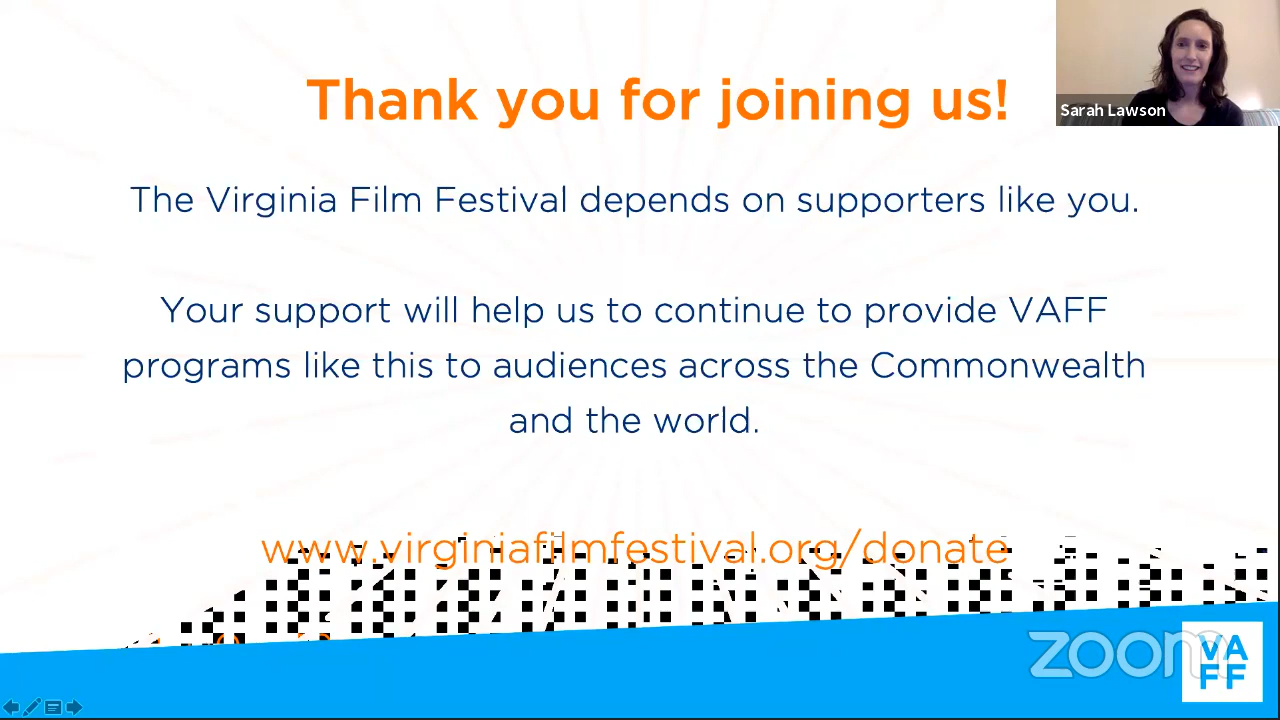 Thank you for joining us!
Sarah Lawson
The Virginia Film Festival depends on supporters like you.
Your support will help us to continue to provide VAFF
programs like this to audiences across the Commonwealth
and the world.
www.virginiafilmfestival.org/donate
zoom
VA
FF